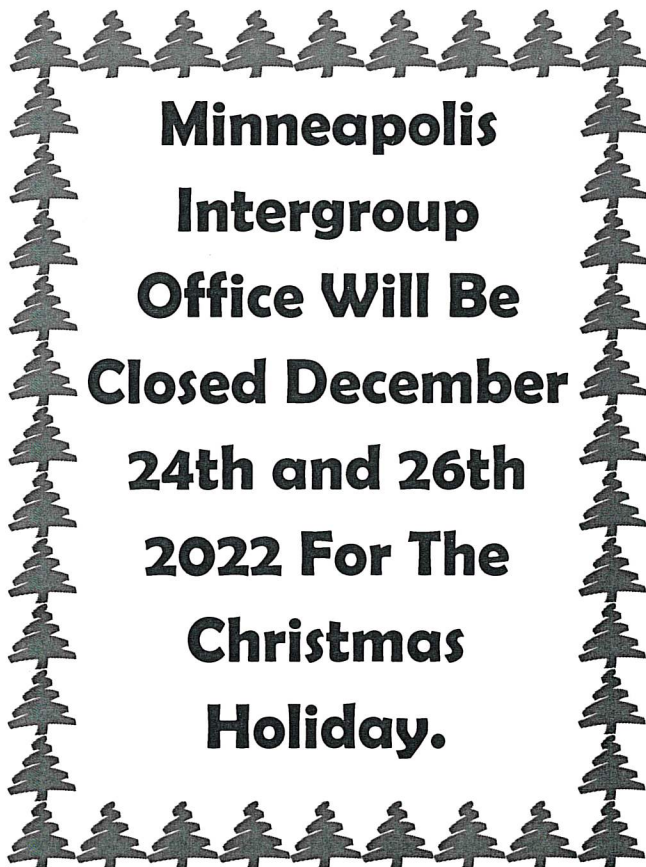 Minneapolis
Intergroup
Office Will Be
Closed December
24th and 26th
2022 For The
Christmas
Holiday.